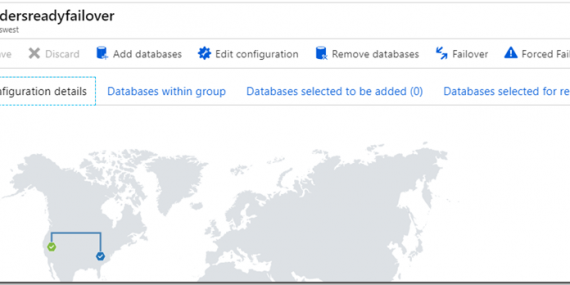 dersreadyfailover
swest
ve Discard Add databases Edit configuration Remove databases Failover Forced Fai
nfiguration details Databases within group Databases selected to be added (0) Databases selected for re